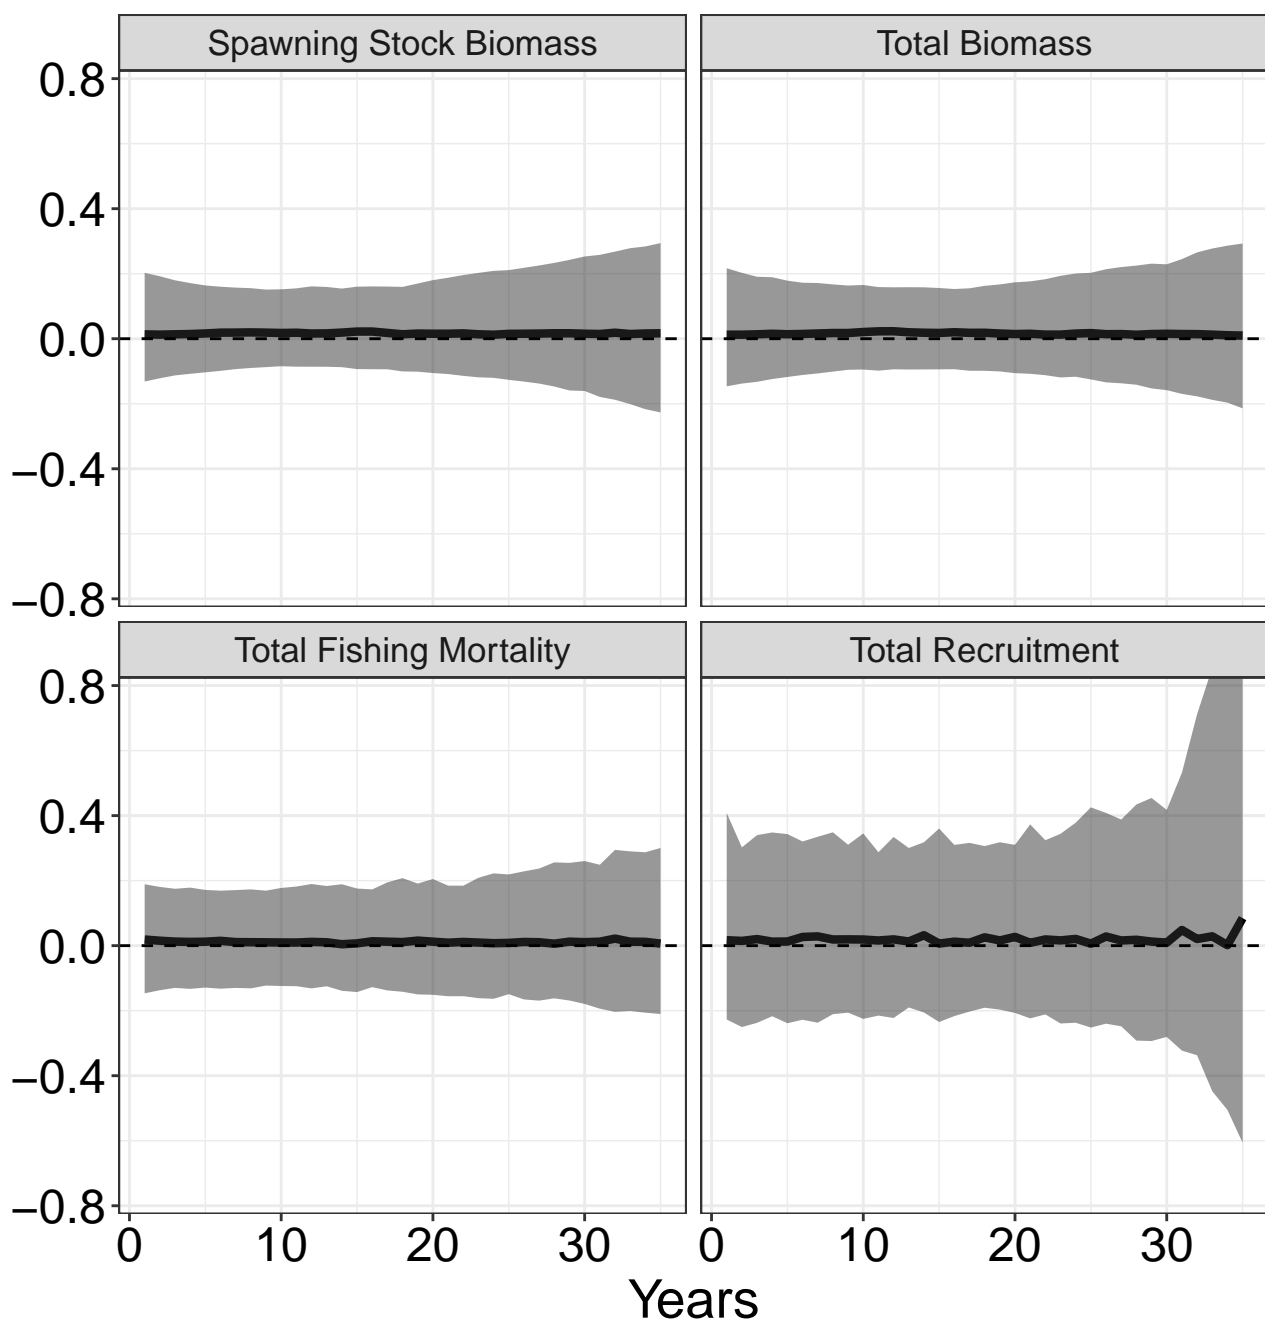 Spawning Stock Biomass
Total Biomass
0.8
0.4
0.0
−0.4
−0.8
Total Fishing Mortality
Total Recruitment
0.8
0.4
0.0
−0.4
−0.8
0 10 20 30
0 10 20 30
Years